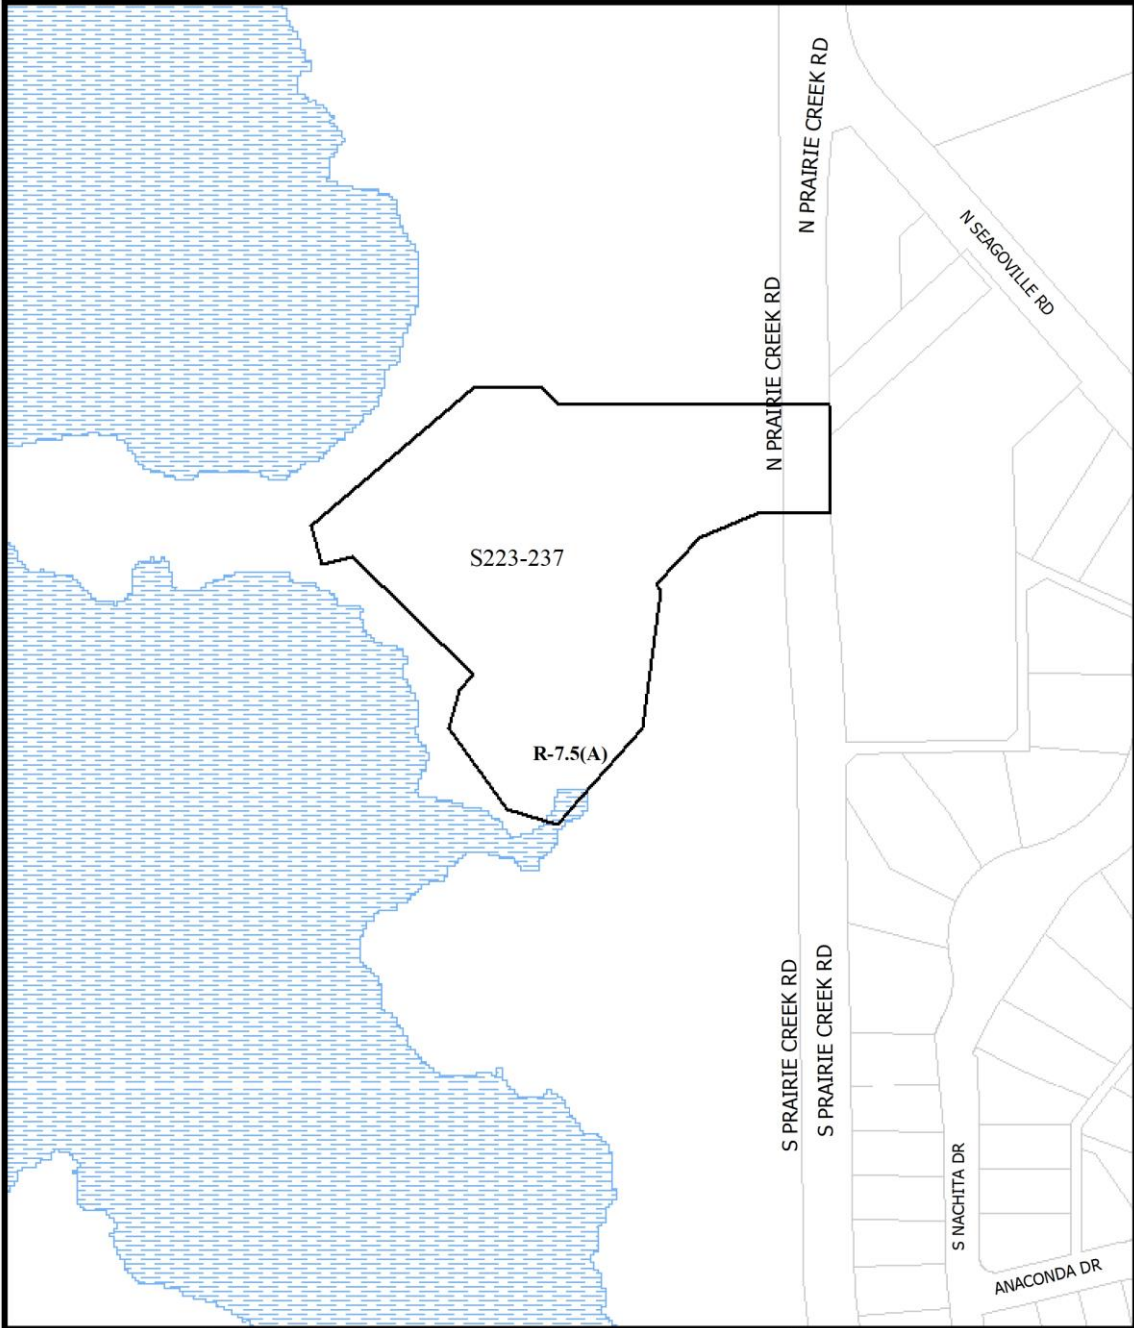 N PRAIRIE CREEK RD
N SEAGOVILLE RD
N PRAIRIE CREEK RD
S223-237
R-7.5(A)
S PRAIRIE CREEK RD
S PRAIRIE CREEK RD
S NACHITA DR
ANACONDA DR